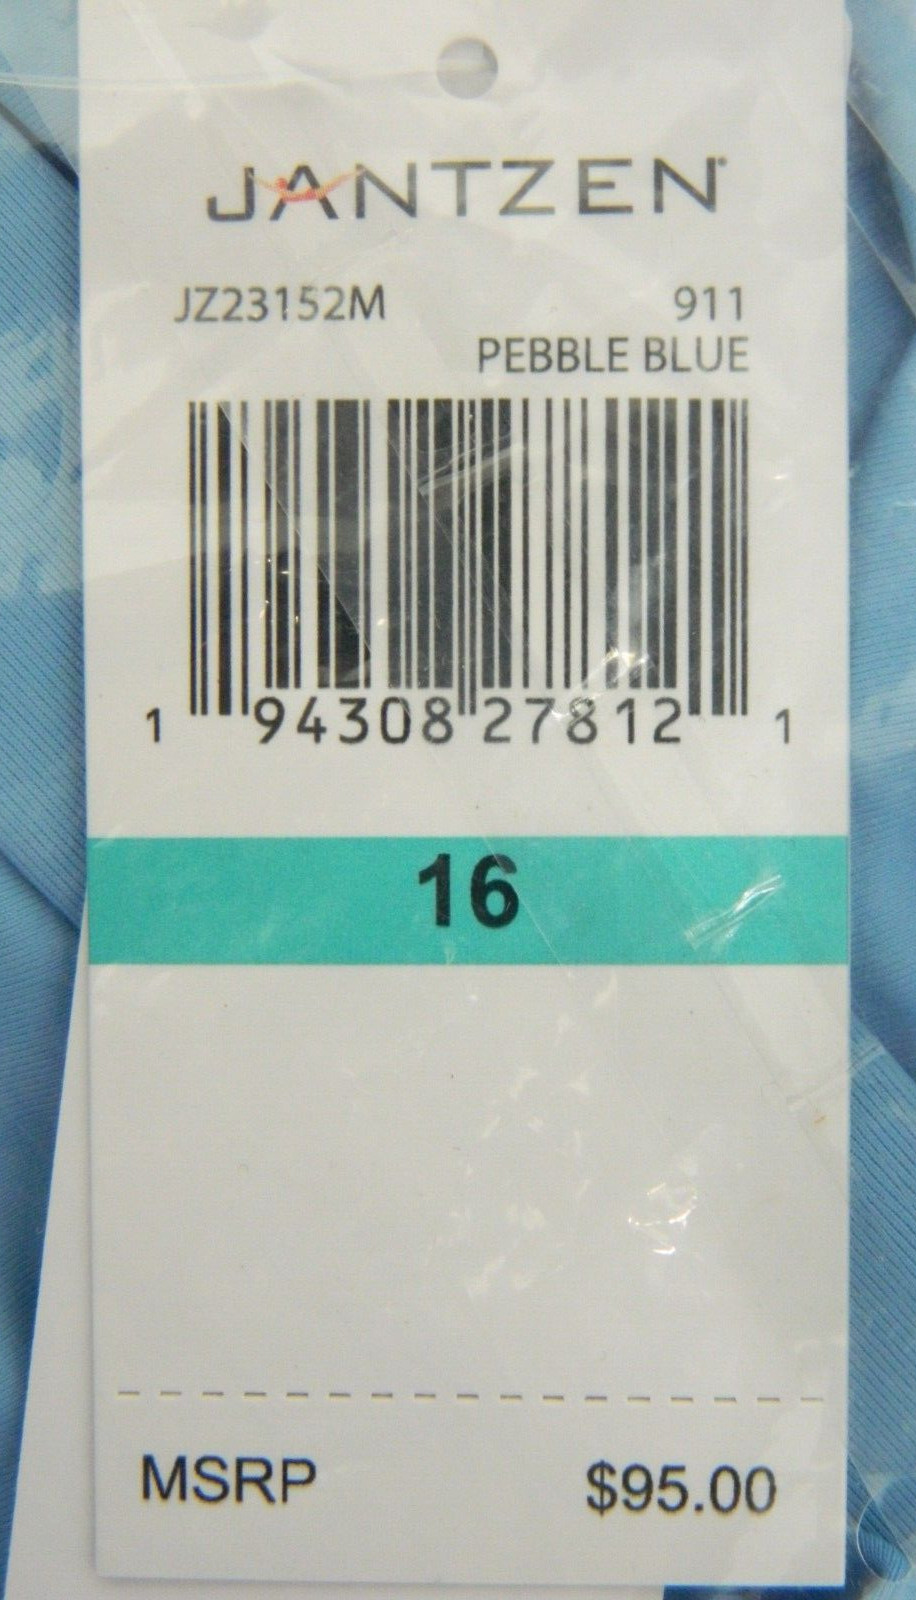 JANTZEN
JZ23152M 911
PEBBLE BLUE
1 94308 27812 1
16
MSRP $95.00